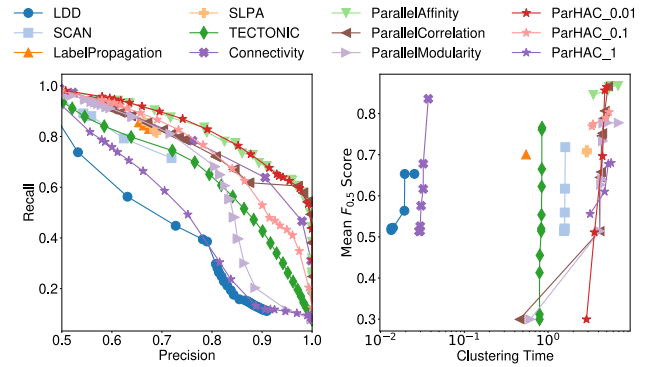 LDD SLPA ParallelAffinity ParHAC_0.01
SCAN TECTONIC ParallelCorrelation ParHAC_0.1
LabelPropagation Connectivity ParallelModularity ParHAC_1
1.0
0.8
0.6
0.4
0.2
Recall
0.5 0.6 0.7 0.8 0.9 1.0
Precision
0.8
0.7
0.6
0.5
0.4
0.3
Mean F0.5 Score
10⁻² 10⁻¹ 10⁰
Clustering Time